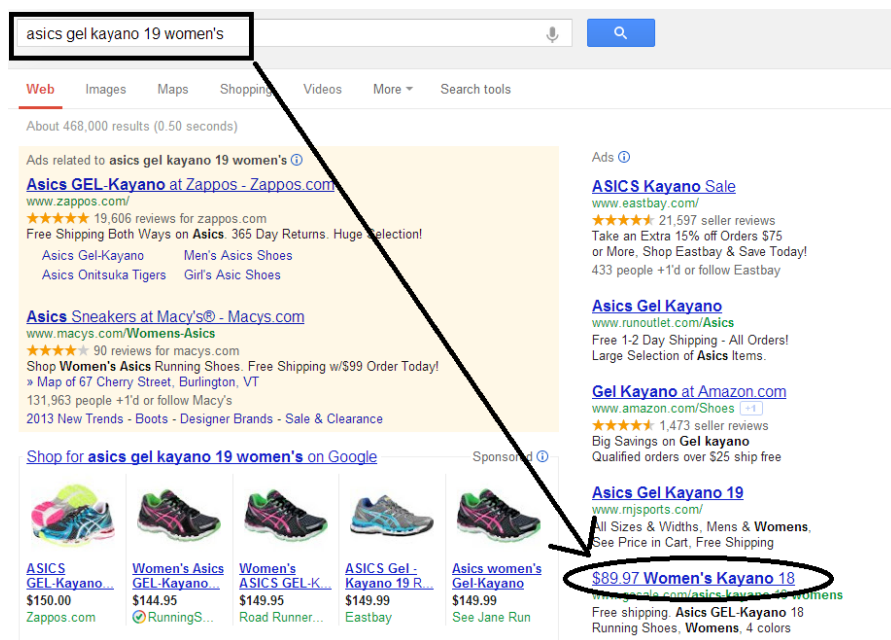 asics gel kayano 19 women's
Web Images Maps Shopping Videos More Search tools
About 468,000 results (0.50 seconds)
Ads related to asics gel kayano 19 women's
Asics GEL-Kayano at Zappos - Zappos.com
www.zappos.com/
19,606 reviews for zappos.com
Free Shipping Both Ways on Asics. 365 Day Returns. Huge Selection!
Asics Gel-Kayano Men's Asics Shoes
Asics Onitsuka Tigers Girl's Asic Shoes
Asics Sneakers at Macy's® - Macys.com
www.macys.com/Womens-Asics
90 reviews for macys.com
Shop Women's Asics Running Shoes. Free Shipping w/$99 Order Today!
» Map of 67 Cherry Street, Burlington, VT
131,963 people +1'd or follow Macy's
2013 New Trends - Boots - Designer Brands - Sale & Clearance
Shop for asics gel kayano 19 women's on Google Sponsored
ASICS
GEL-Kayano...
$150.00
Zappos.com
Women's Asics
GEL-Kayano...
$144.95
RunningS...
Women's
ASICS GEL-K...
$149.95
Road Runner...
ASICS Gel -
Kayano 19 R...
$149.99
Eastbay
Asics women's
Gel-Kayano
$149.99
See Jane Run
Ads
ASICS Kayano Sale
www.eastbay.com/
21,597 seller reviews
Take an Extra 15% off Orders $75
or More, Shop Eastbay & Save Today!
433 people +1'd or follow Eastbay
Asics Gel Kayano
www.runoutlet.com/Asics
Free 1-2 Day Shipping - All Orders!
Large Selection of Asics Items.
Gel Kayano at Amazon.com
www.amazon.com/Shoes +1
1,473 seller reviews
Big Savings on Gel kayano
Qualified orders over $25 ship free
Asics Gel Kayano 19
www.rnjsports.com/
All Sizes & Widths, Mens & Womens,
See Price in Cart, Free Shipping
$89.97 Women's Kayano 18
Free shipping. Asics GEL-Kayano 18
Running Shoes, Womens, 4 colors